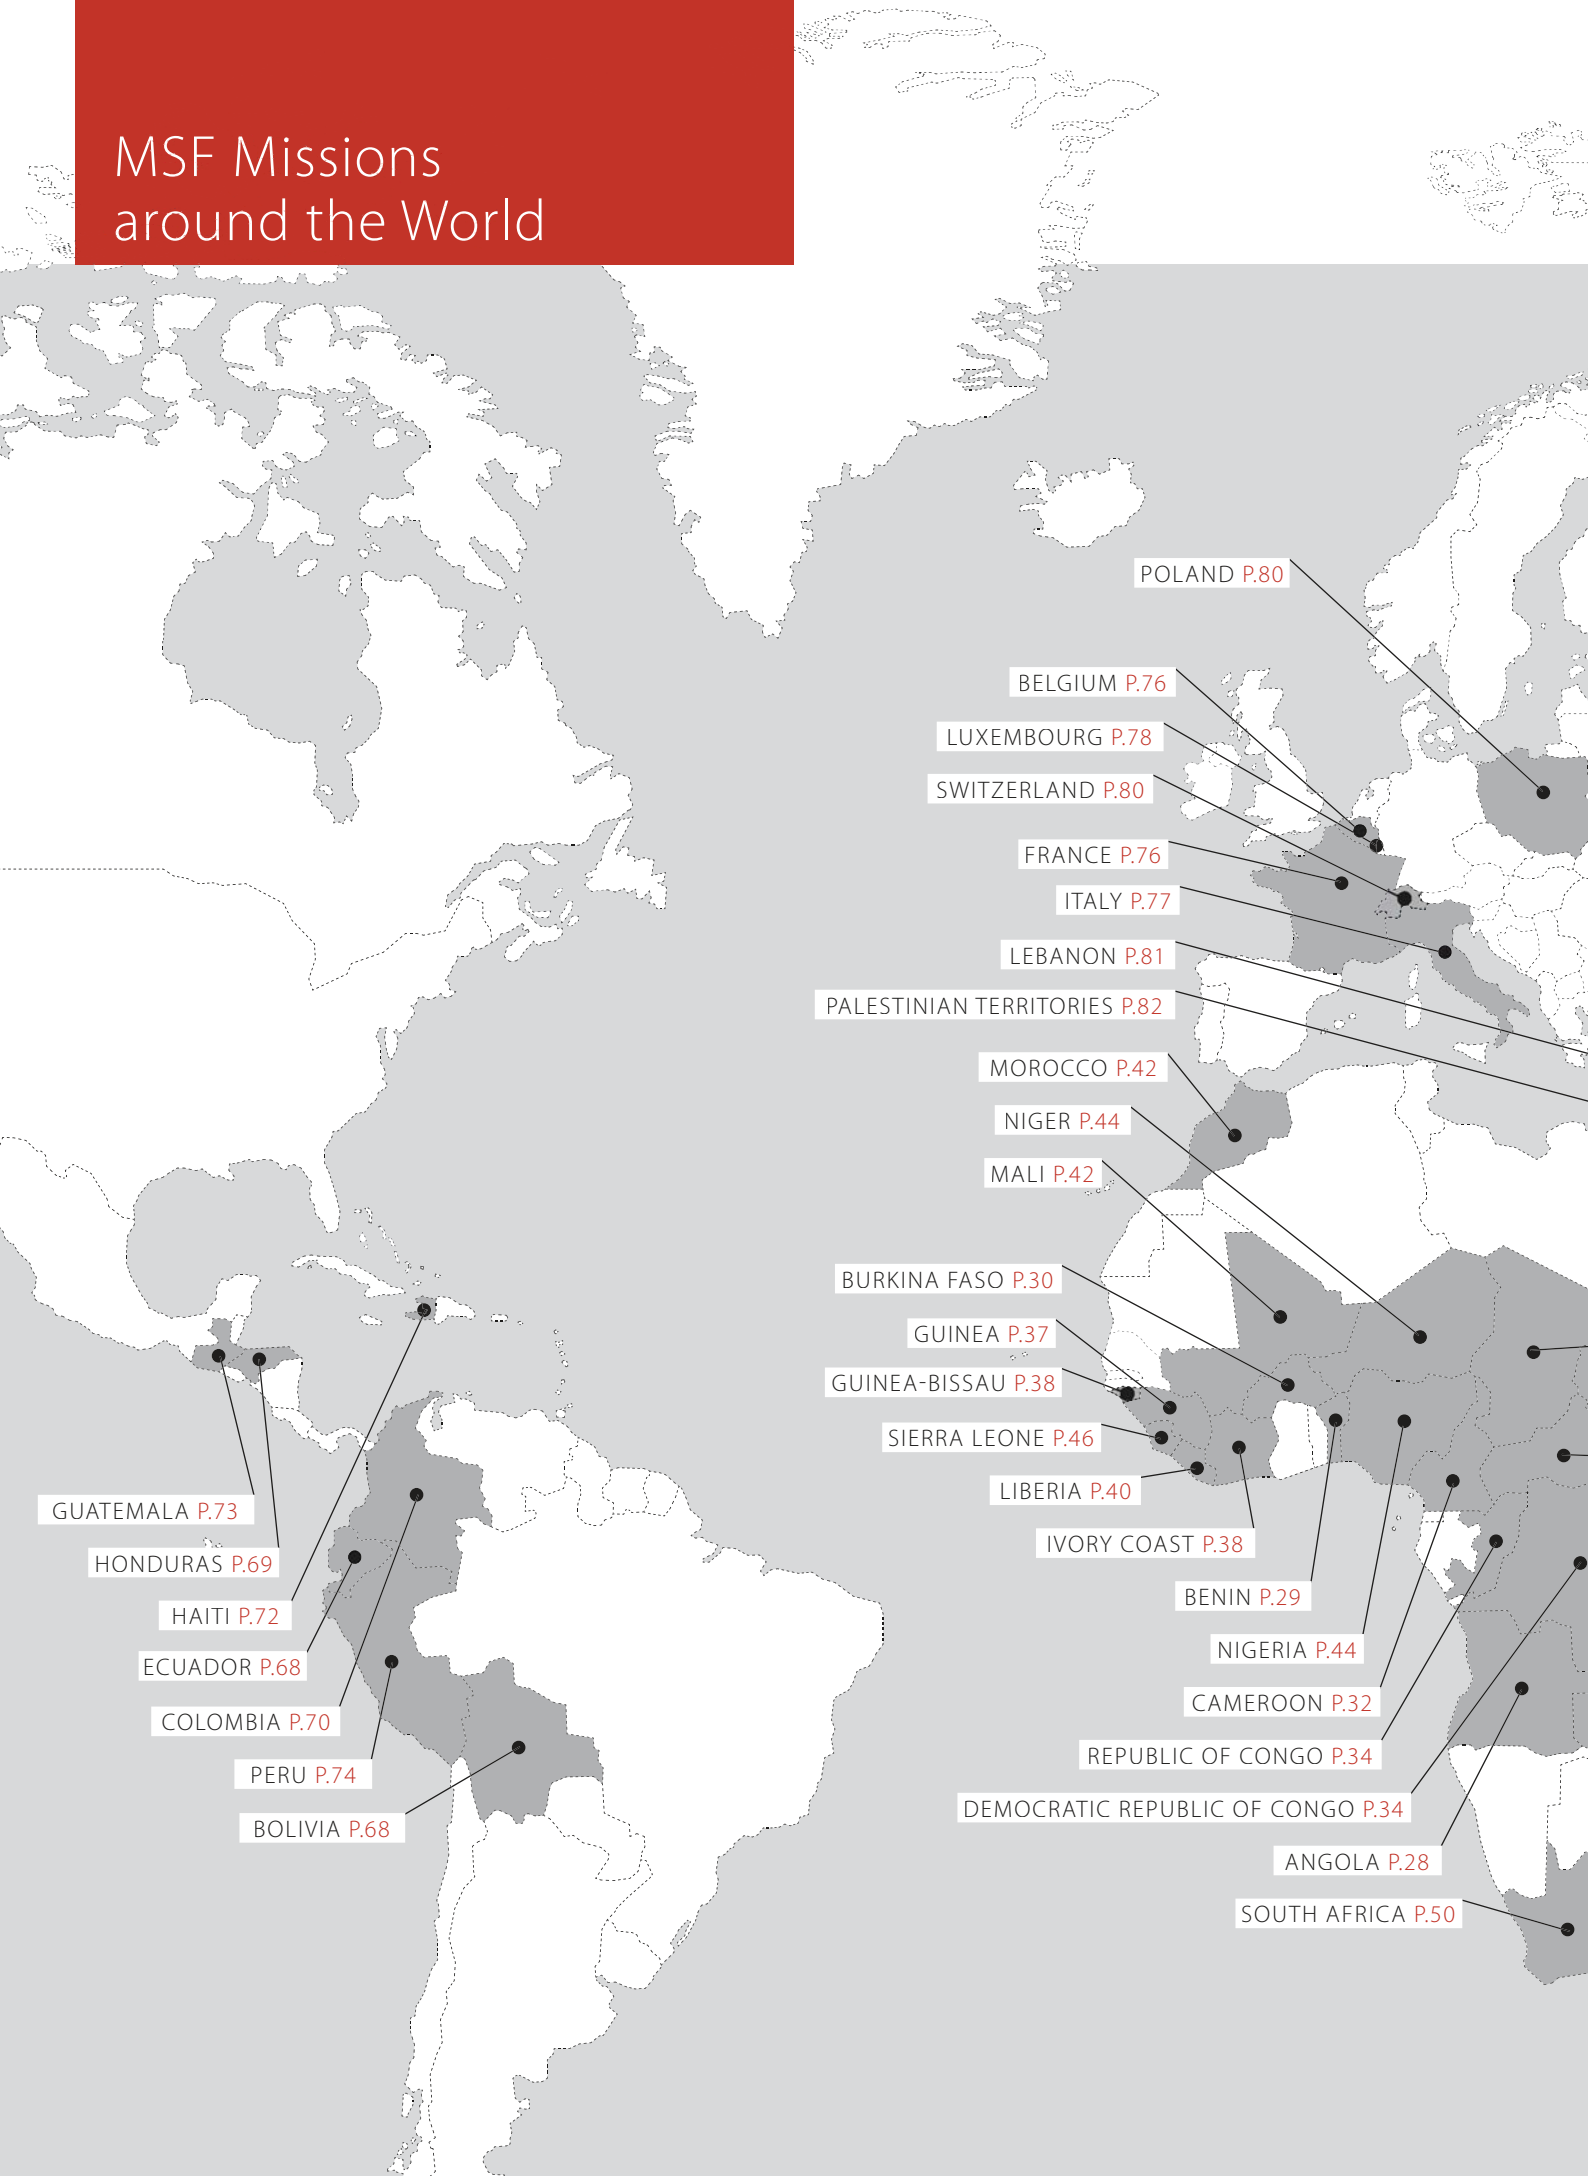 MSF Missions
around the World
POLAND P.80
BELGIUM P.76
LUXEMBOURG P.78
SWITZERLAND P.80
FRANCE P.76
ITALY P.77
LEBANON P.81
PALESTINIAN TERRITORIES P.82
MOROCCO P.42
NIGER P.44
MALI P.42
BURKINA FASO P.30
GUINEA P.37
GUINEA-BISSAU P.38
SIERRA LEONE P.46
LIBERIA P.40
IVORY COAST P.38
BENIN P.29
NIGERIA P.44
CAMEROON P.32
REPUBLIC OF CONGO P.34
DEMOCRATIC REPUBLIC OF CONGO P.34
ANGOLA P.28
SOUTH AFRICA P.50
GUATEMALA P.73
HONDURAS P.69
HAITI P.72
ECUADOR P.68
COLOMBIA P.70
PERU P.74
BOLIVIA P.68